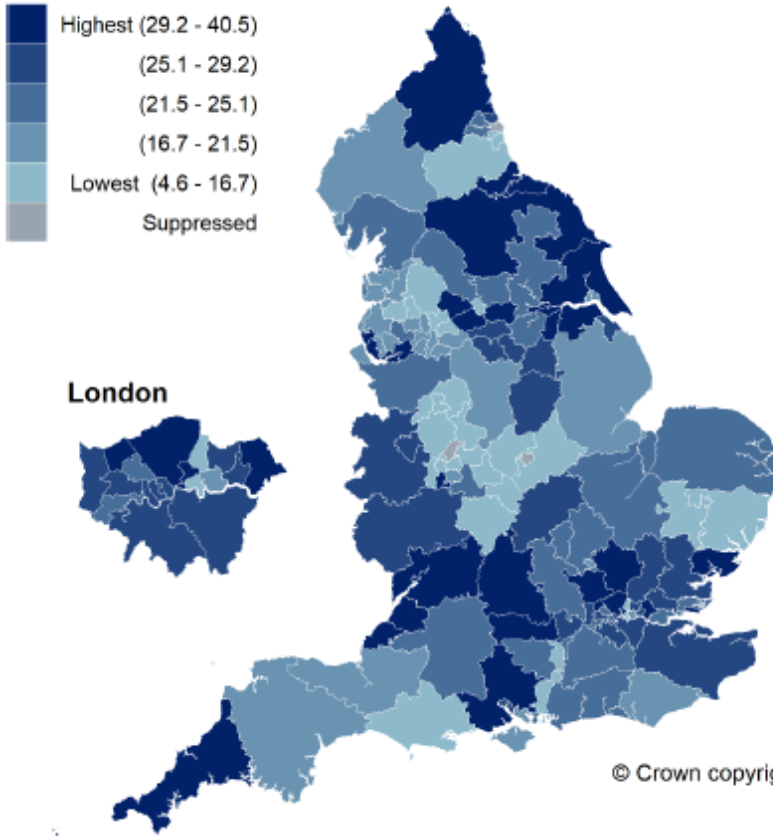 Highest (29.2 - 40.5)
(25.1 - 29.2)
(21.5 - 25.1)
(16.7 - 21.5)
Lowest (4.6 - 16.7)
Suppressed
London
© Crown copyrig